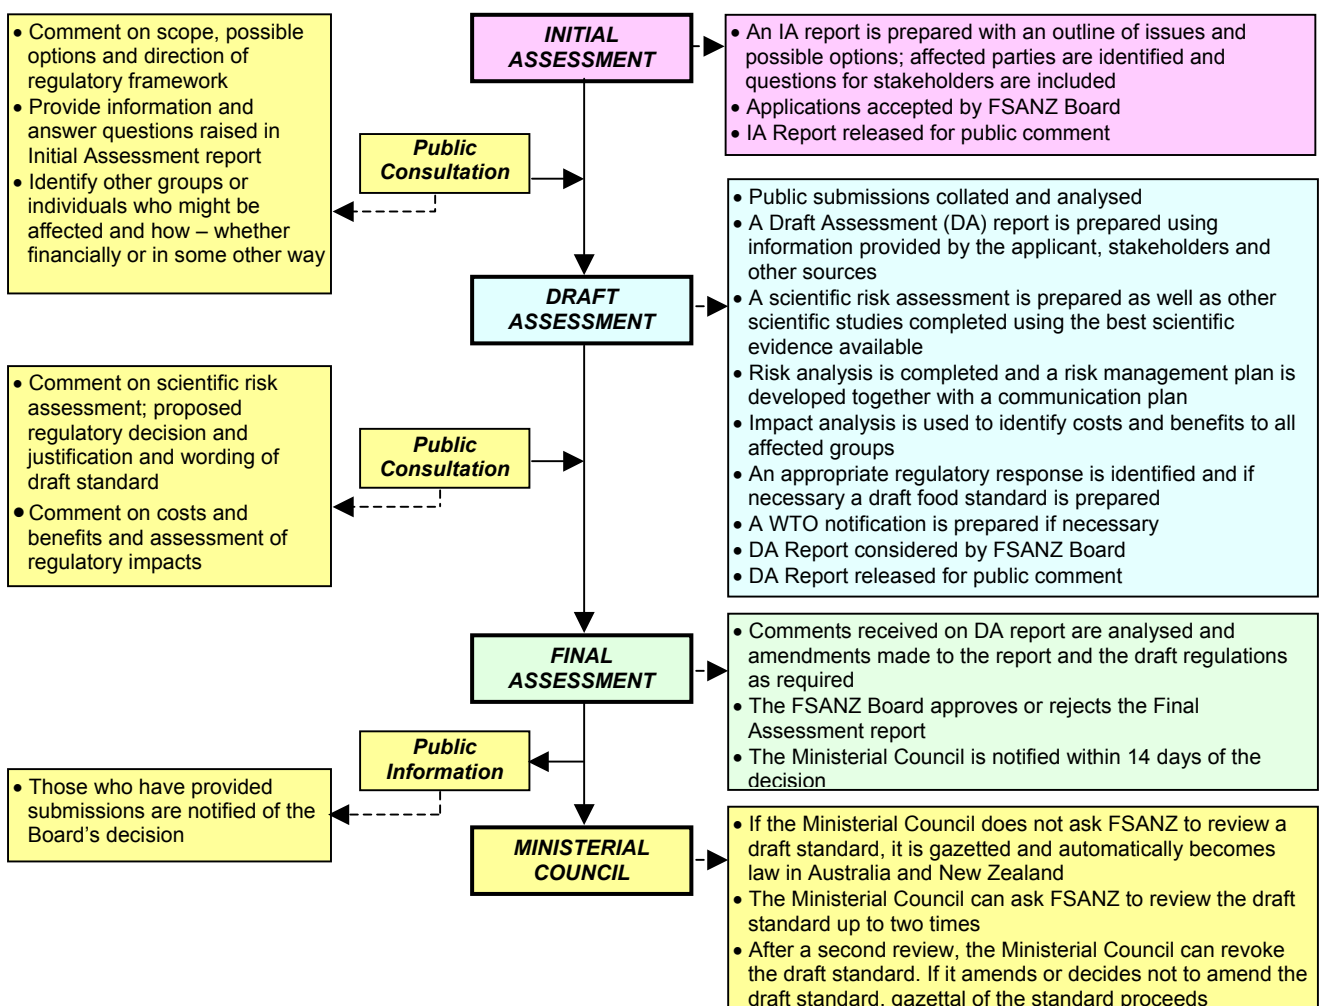 • Comment on scope, possible
options and direction of
regulatory framework
• Provide information and
answer questions raised in
Initial Assessment report
• Identify other groups or
individuals who might be
affected and how – whether
financially or in some other way
INITIAL
ASSESSMENT
• An IA report is prepared with an outline of issues and
possible options; affected parties are identified and
questions for stakeholders are included
• Applications accepted by FSANZ Board
• IA Report released for public comment
Public
Consultation
DRAFT
ASSESSMENT
• Public submissions collated and analysed
• A Draft Assessment (DA) report is prepared using
information provided by the applicant, stakeholders and
other sources
• A scientific risk assessment is prepared as well as other
scientific studies completed using the best scientific
evidence available
• Risk analysis is completed and a risk management plan is
developed together with a communication plan
• Impact analysis is used to identify costs and benefits to all
affected groups
• An appropriate regulatory response is identified and if
necessary a draft food standard is prepared
• A WTO notification is prepared if necessary
• DA Report considered by FSANZ Board
• DA Report released for public comment
• Comment on scientific risk
assessment; proposed
regulatory decision and
justification and wording of
draft standard
• Comment on costs and
benefits and assessment of
regulatory impacts
Public
Consultation
FINAL
ASSESSMENT
• Comments received on DA report are analysed and
amendments made to the report and the draft regulations
as required
• The FSANZ Board approves or rejects the Final
Assessment report
• The Ministerial Council is notified within 14 days of the
decision
Public
Information
• Those who have provided
submissions are notified of the
Board's decision
MINISTERIAL
COUNCIL
• If the Ministerial Council does not ask FSANZ to review a
draft standard, it is gazetted and automatically becomes
law in Australia and New Zealand
• The Ministerial Council can ask FSANZ to review the draft
standard up to two times
• After a second review, the Ministerial Council can revoke
the draft standard. If it amends or decides not to amend the
draft standard, gazettal of the standard proceeds